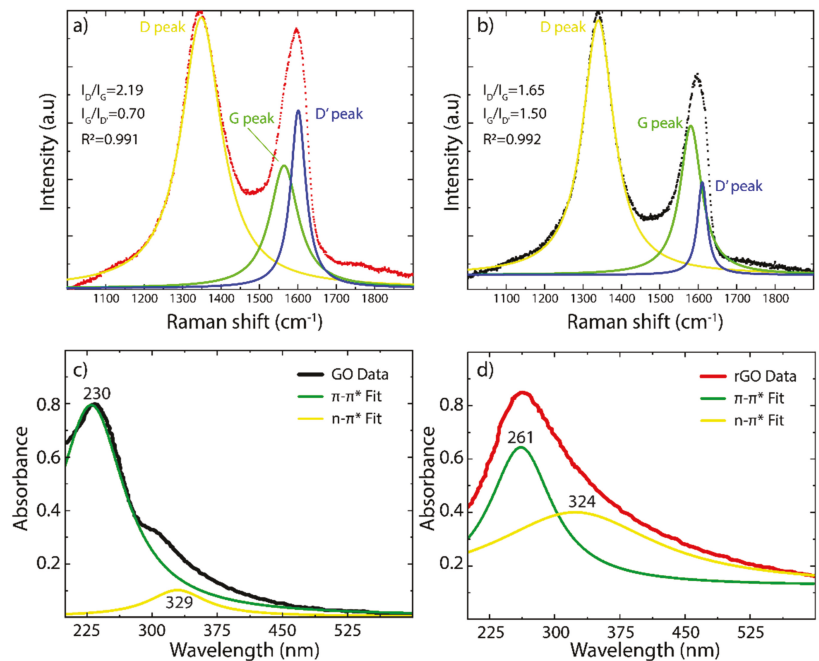 a)
D peak
I_D/I_G=2.19
I_G/I_D'=0.70
R²=0.991
G peak
D' peak
Intensity (a.u)
1100 1200 1300 1400 1500 1600 1700 1800
Raman shift (cm⁻¹)
b)
D peak
I_D/I_G=1.65
I_G/I_D'=1.50
R²=0.992
G peak
D' peak
Intensity (a.u)
1100 1200 1300 1400 1500 1600 1700 1800
Raman shift (cm⁻¹)
c)
230
GO Data
π-π* Fit
n-π* Fit
329
Absorbance
0.8
0.6
0.4
0.2
225 300 375 450 525
Wavelength (nm)
d)
rGO Data
π-π* Fit
n-π* Fit
261
324
Absorbance
0.8
0.6
0.4
0.2
225 300 375 450 525
Wavelength (nm)